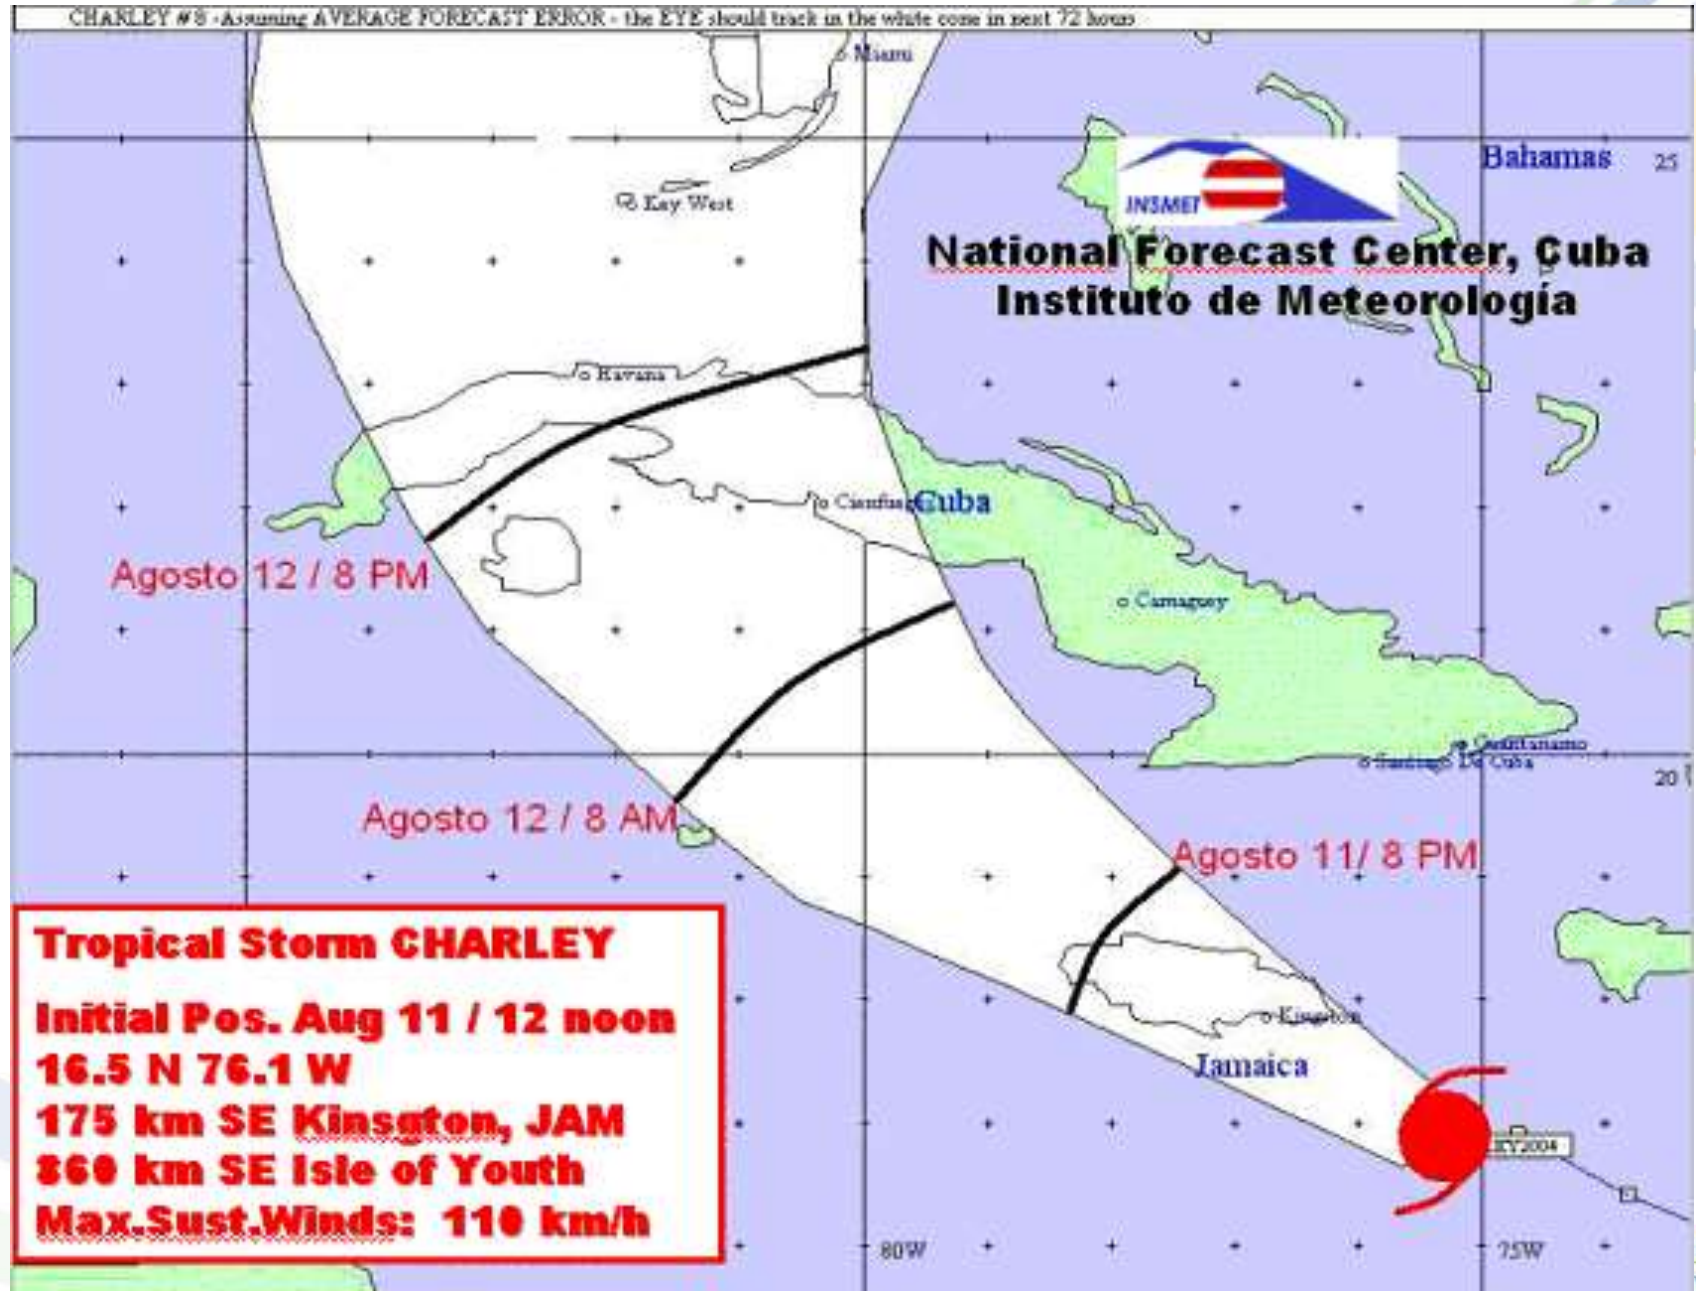 CHARLEY # 8 - Assuming AVERAGE FORECAST ERROR - the EYE should track in the white cone in next 72 hours
Miami
Bahamas
25
INSMET
Key West
National Forecast Center, Cuba
Instituto de Meteorología
Havana
Cuba
Agosto 12 / 8 PM
Camaguey
Guantanamo
Santiago De Cuba
20
Agosto 12 / 8 AM
Agosto 11/ 8 PM
Tropical Storm CHARLEY
Initial Pos. Aug 11 / 12 noon
16.5 N 76.1 W
175 km SE Kinsgton, JAM
860 km SE Isle of Youth
Max.Sust.Winds: 110 km/h
Kingston
Jamaica
80W
75W